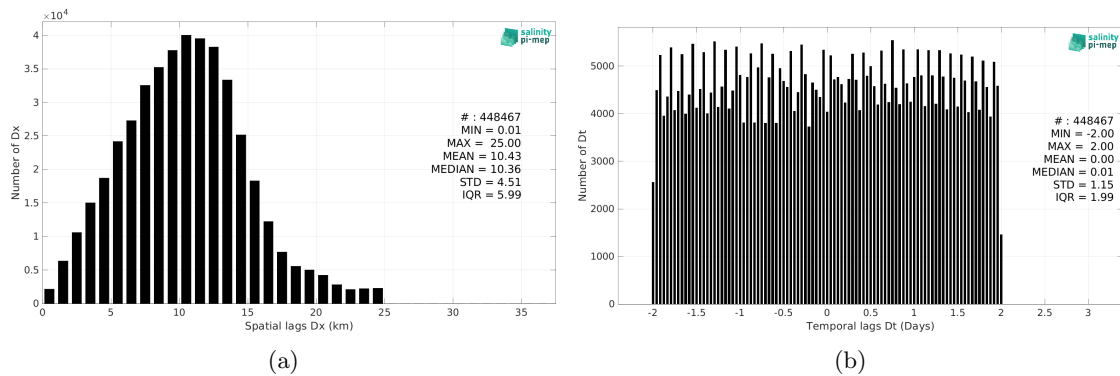 ×10⁴
4
3.5
3
2.5
2
1.5
1
0.5
0
0 5 10 15 20 25 30 35
Number of Dx
Spatial lags Dx (km)
salinity
pi-mep
# : 448467
MIN = 0.01
MAX = 25.00
MEAN = 10.43
MEDIAN = 10.36
STD = 4.51
IQR = 5.99
(a)
5000
4000
3000
2000
1000
0
-2 -1.5 -1 -0.5 0 0.5 1 1.5 2 2.5 3
Number of Dt
Temporal lags Dt (Days)
salinity
pi-mep
# : 448467
MIN = -2.00
MAX = 2.00
MEAN = 0.00
MEDIAN = 0.01
STD = 1.15
IQR = 1.99
(b)